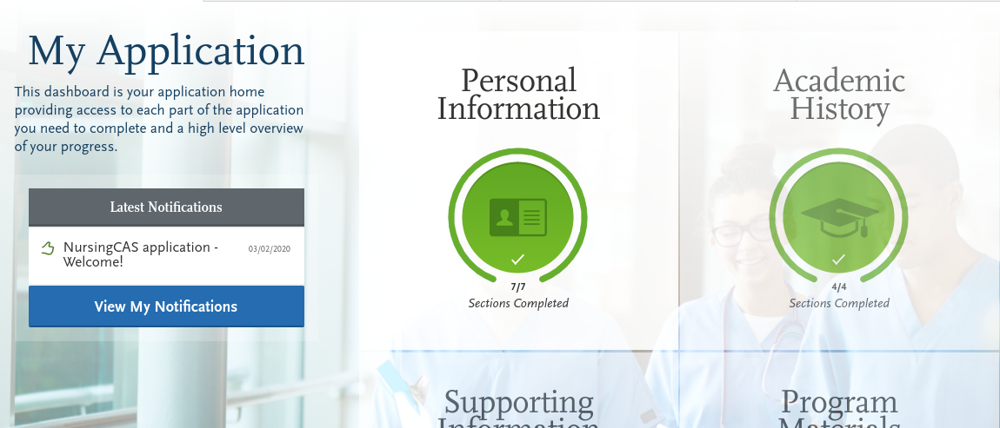 My Application
This dashboard is your application home
providing access to each part of the application
you need to complete and a high level overview
of your progress.
Latest Notifications
NursingCAS application -
Welcome!
03/02/2020
View My Notifications
Personal
Information
7/7
Sections Completed
Academic
History
4/4
Sections Completed
Supporting
Information
Program
Materials